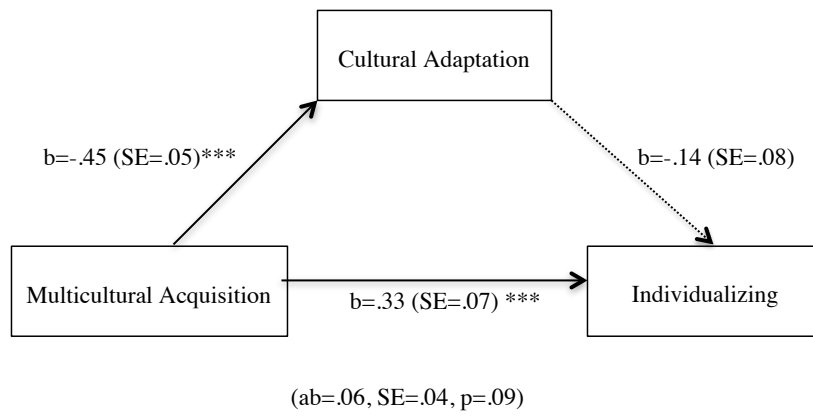 Cultural Adaptation
b=-.45 (SE=.05)***
b=-.14 (SE=.08)
Multicultural Acquisition
b=.33 (SE=.07) ***
Individualizing
(ab=.06, SE=.04, p=.09)